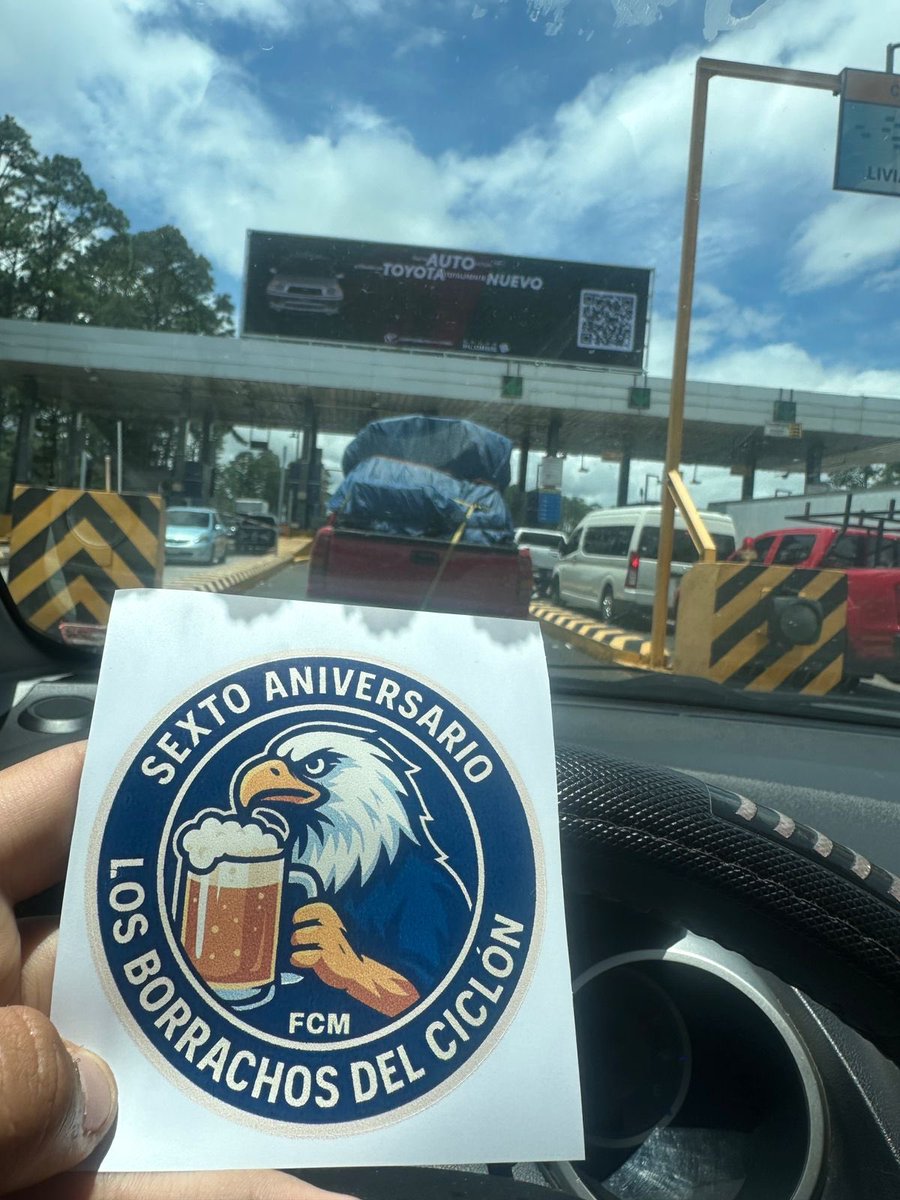 AUTO
TOYOTA NUEVO
LIVIA
SEXTO ANIVERSARIO
FCM
LOS BORRACHOS DEL CICLÓN